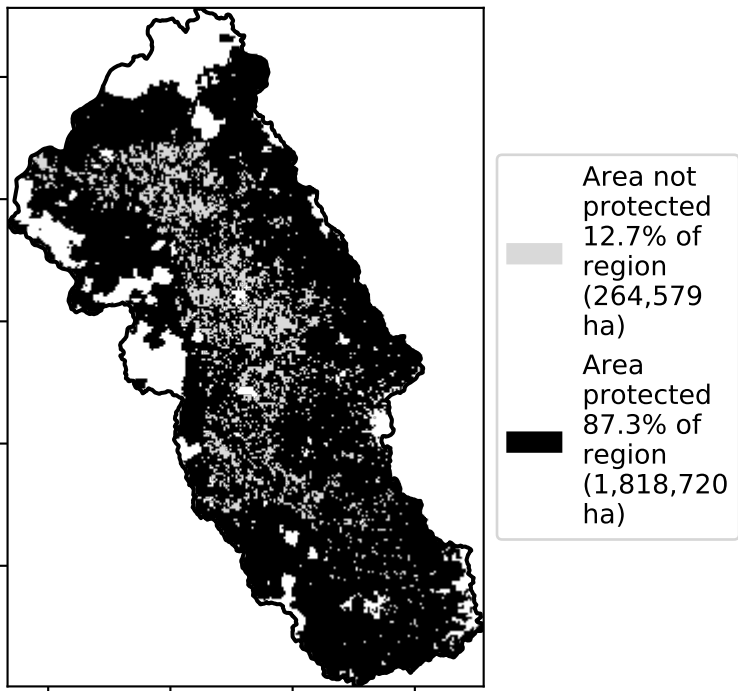 Area not
protected
12.7% of
region
(264,579
ha)
Area
protected
87.3% of
region
(1,818,720
ha)